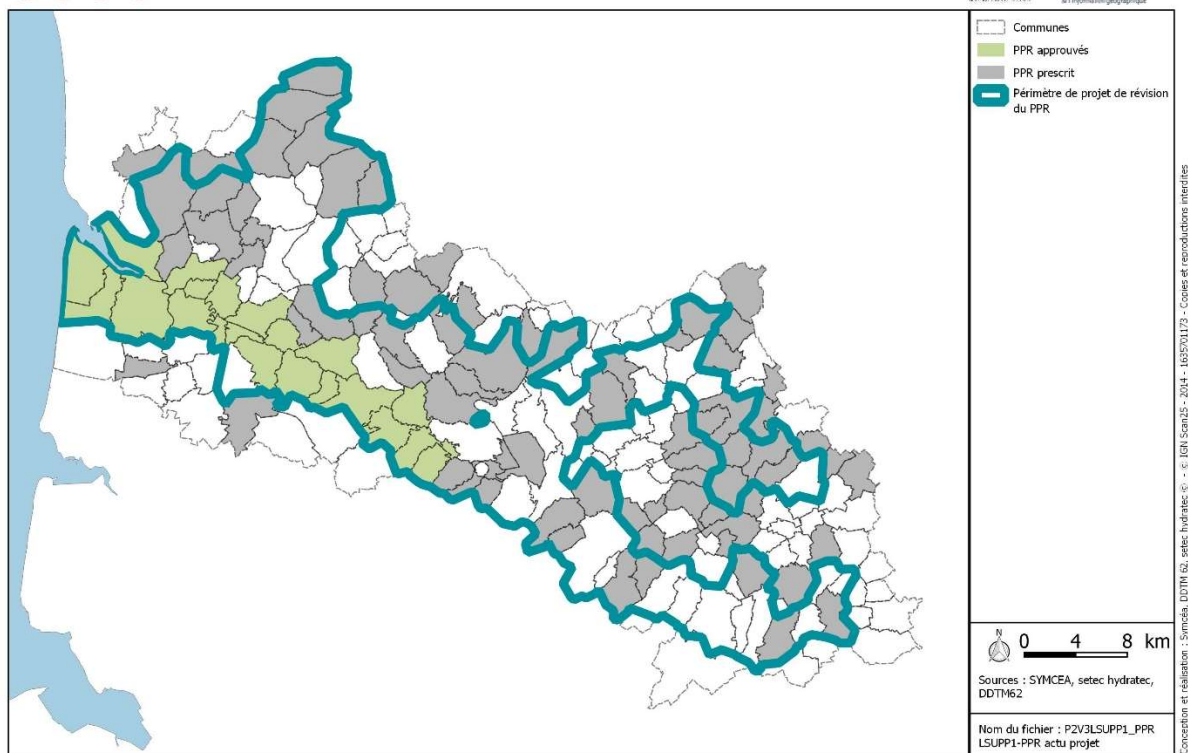 Communes
PPR approuvés
PPR prescrit
Périmètre de projet de révision
du PPR
N
0 4 8 km
Sources : SYMCEA, setec hydratec,
DDTM62
Nom du fichier : P2V3LSUPP1_PPR
LSUPP1-PPR actu projet
Conception et réalisation : Symcéa, DDTM 62, setec hydratec © - © IGN Scan25 - 2014 - 1635701173 - Copies et reproductions interdites